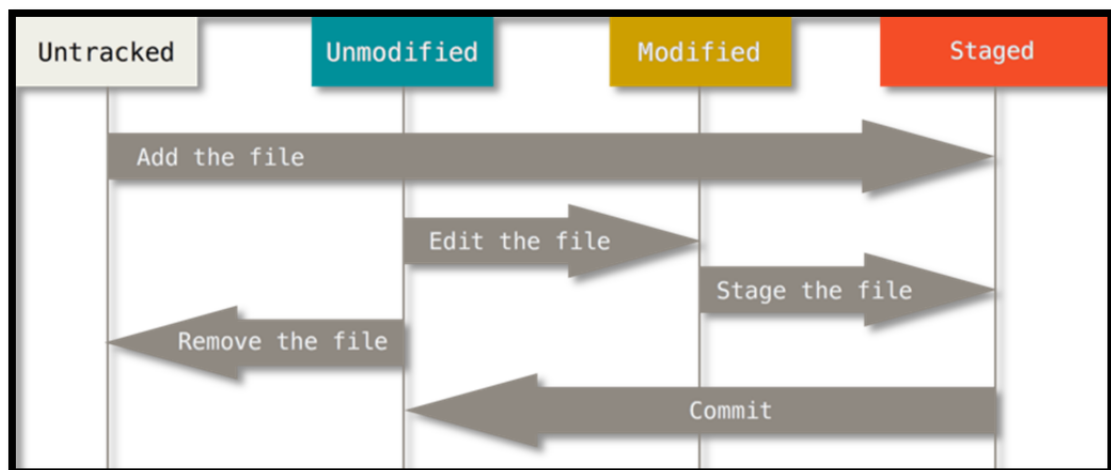 Untracked
Unmodified
Modified
Staged
Add the file
Edit the file
Stage the file
Remove the file
Commit